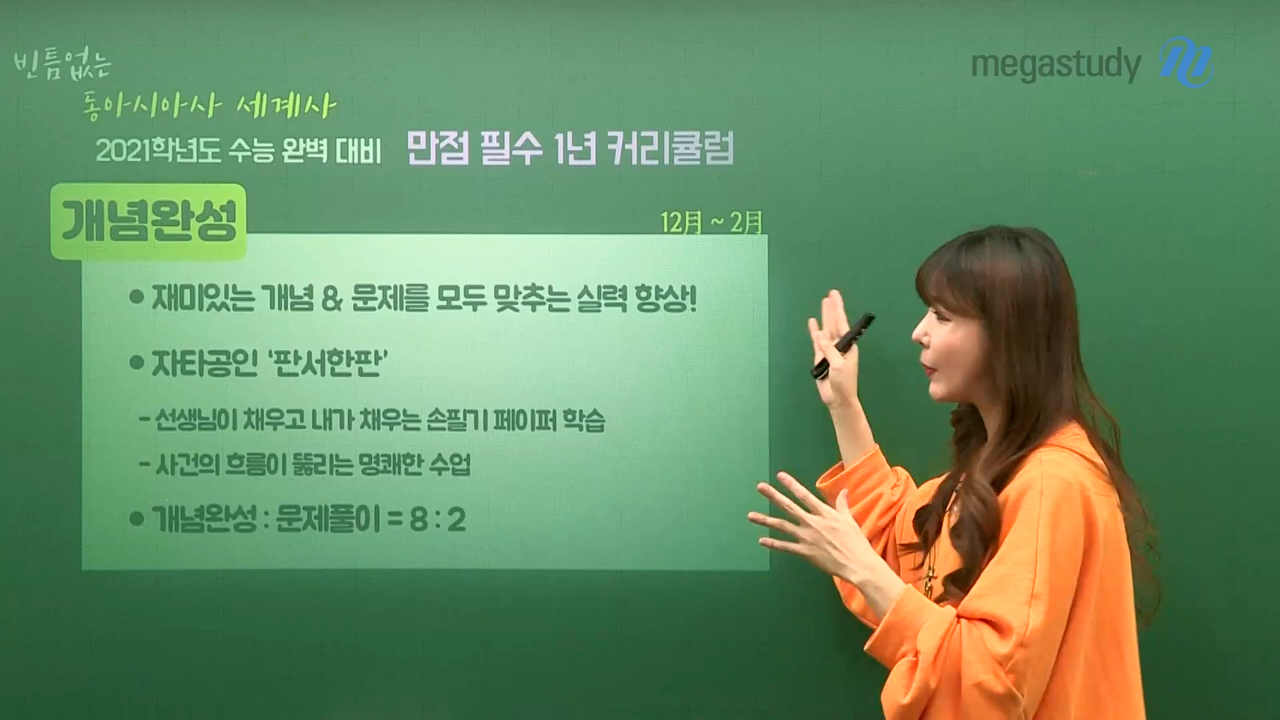 빈틈없는
동아시아사 세계사
2021학년도 수능 완벽 대비 만점 필수 1년 커리큘럼
megastudy
개념완성
12月 ~ 2月
● 재미있는 개념 & 문제를 모두 맞추는 실력 향상!
● 자타공인 '판서한판'
- 선생님이 채우고 내가 채우는 손필기 페이퍼 학습
- 사건의 흐름이 뚫리는 명쾌한 수업
● 개념완성 : 문제풀이 = 8 : 2